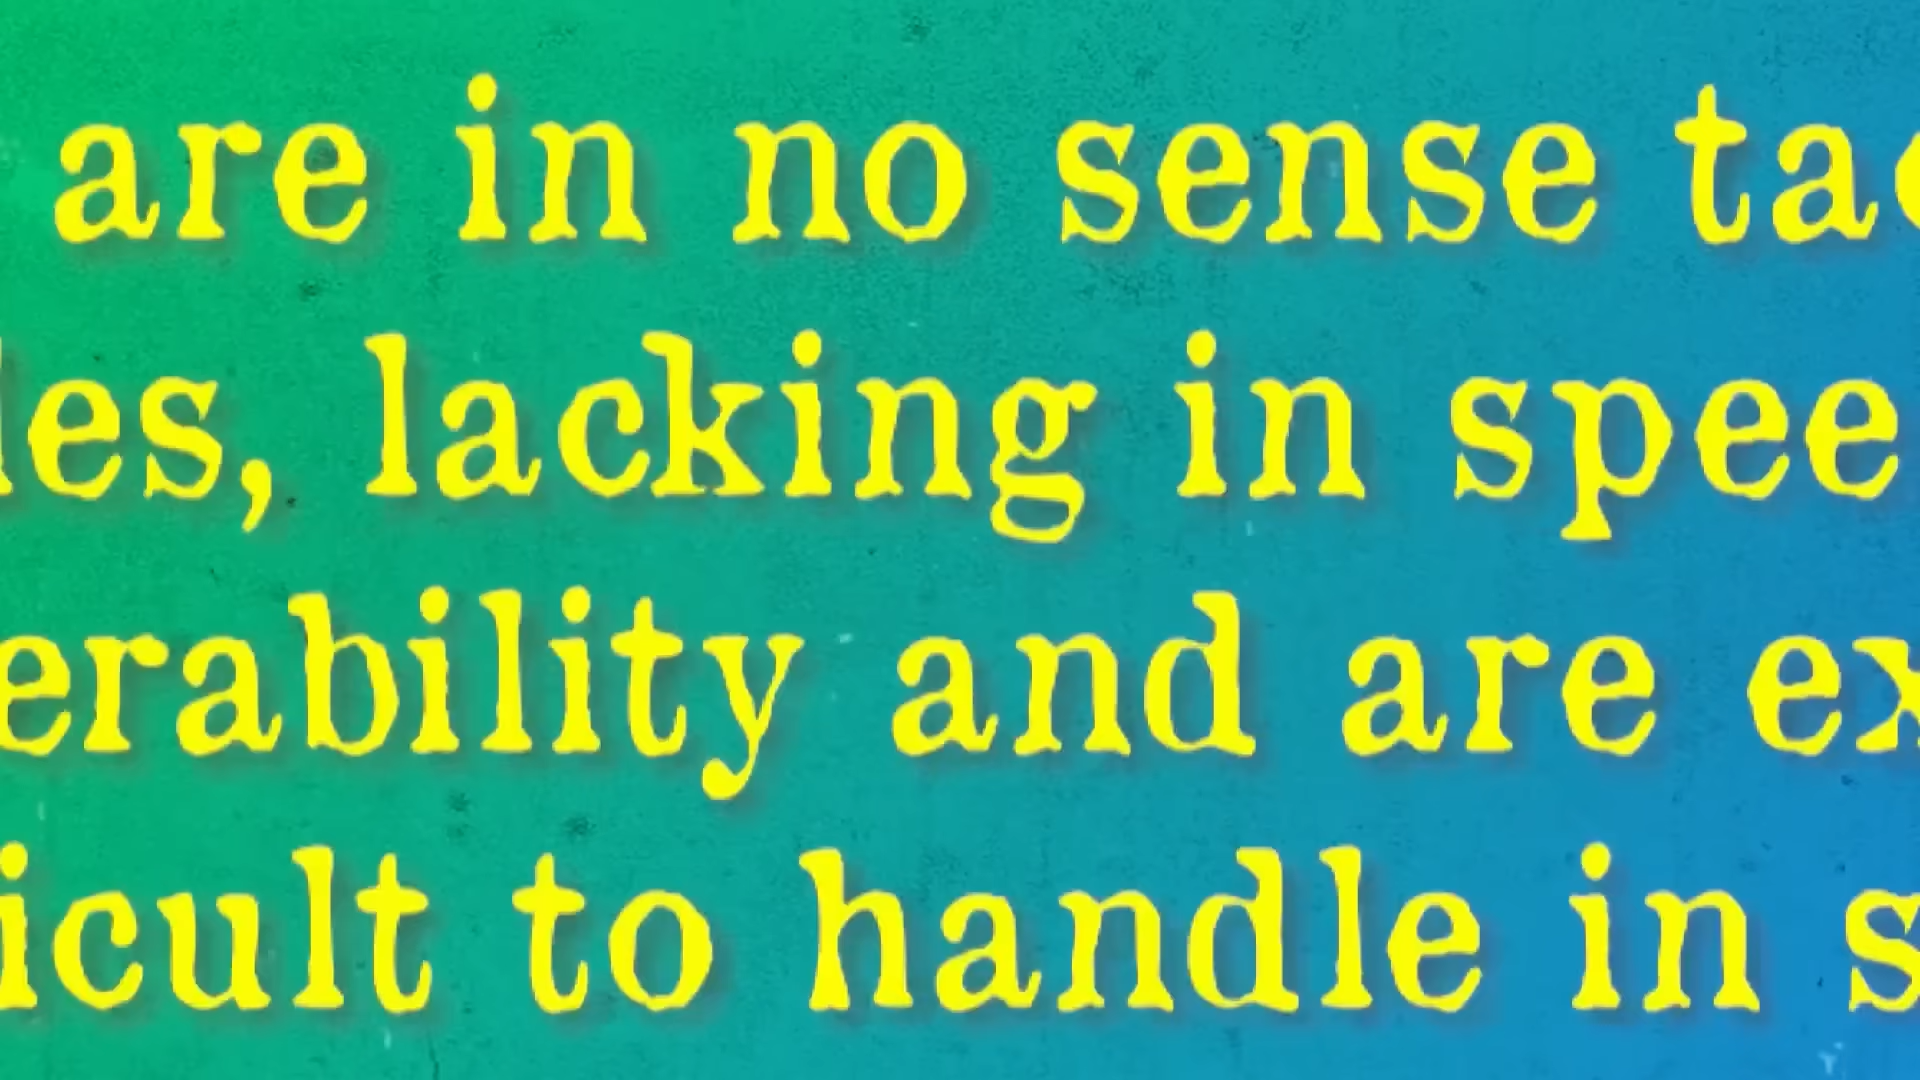 are in no sense tac
les, lacking in spee
erability and are ex
icult to handle in s